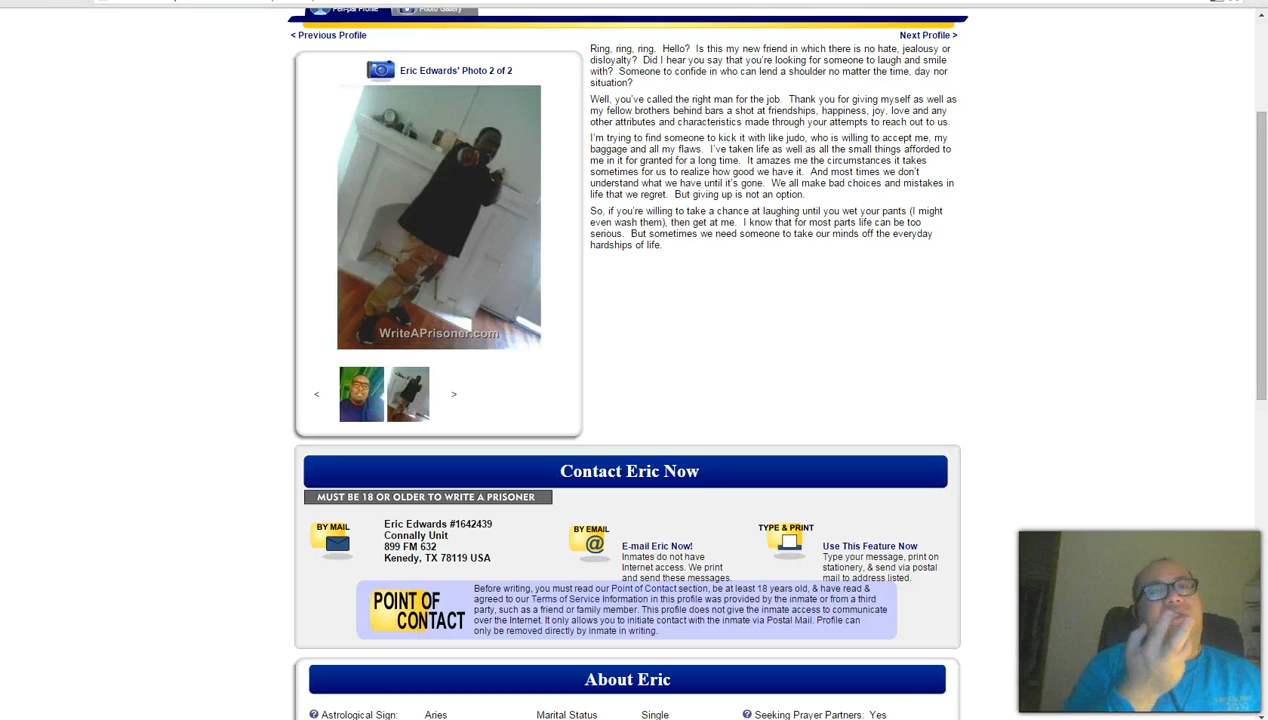 Pen-pal Profile Photo Gallery
< Previous Profile
Next Profile >
Eric Edwards' Photo 2 of 2
WriteAPrisoner.com
< >
Ring, ring, ring. Hello? Is this my new friend in which there is no hate, jealousy or
disloyalty? Did I hear you say that you're looking for someone to laugh and smile
with? Someone to confide in who can lend a shoulder no matter the time, day nor
situation?
Well, you've called the right man for the job. Thank you for giving myself as well as
my fellow brothers behind bars a shot at friendships, happiness, joy, love and any
other attributes and characteristics made through your attempts to reach out to us.
I'm trying to find someone to kick it with like judo, who is willing to accept me, my
baggage and all my flaws. I've taken life as well as all the small things afforded to
me in it for granted for a long time. It amazes me the circumstances it takes
sometimes for us to realize how good we have it. And most times we don't
understand what we have until it's gone. We all make bad choices and mistakes in
life that we regret. But giving up is not an option.
So, if you're willing to take a chance at laughing until you wet your pants (I might
even wash them), then get at me. I know that for most parts life can be too
serious. But sometimes we need someone to take our minds off the everyday
hardships of life.
Contact Eric Now
MUST BE 18 OR OLDER TO WRITE A PRISONER
BY MAIL
Eric Edwards #1642439
Connally Unit
899 FM 632
Kenedy, TX 78119 USA
BY EMAIL
@
E-mail Eric Now!
Inmates do not have
Internet access. We print
and send these messages.
TYPE & PRINT
Use This Feature Now
Type your message, print on
stationery, & send via postal
mail to address listed.
POINT OF
CONTACT
Before writing, you must read our Point of Contact section, be at least 18 years old, & have read &
agreed to our Terms of Service Information in this profile was provided by the inmate or from a third
party, such as a friend or family member. This profile does not give the inmate access to communicate
over the Internet. It only allows you to initiate contact with the inmate via Postal Mail. Profile can
only be removed directly by inmate in writing.
About Eric
Astrological Sign: Aries Marital Status Single Seeking Prayer Partners: Yes